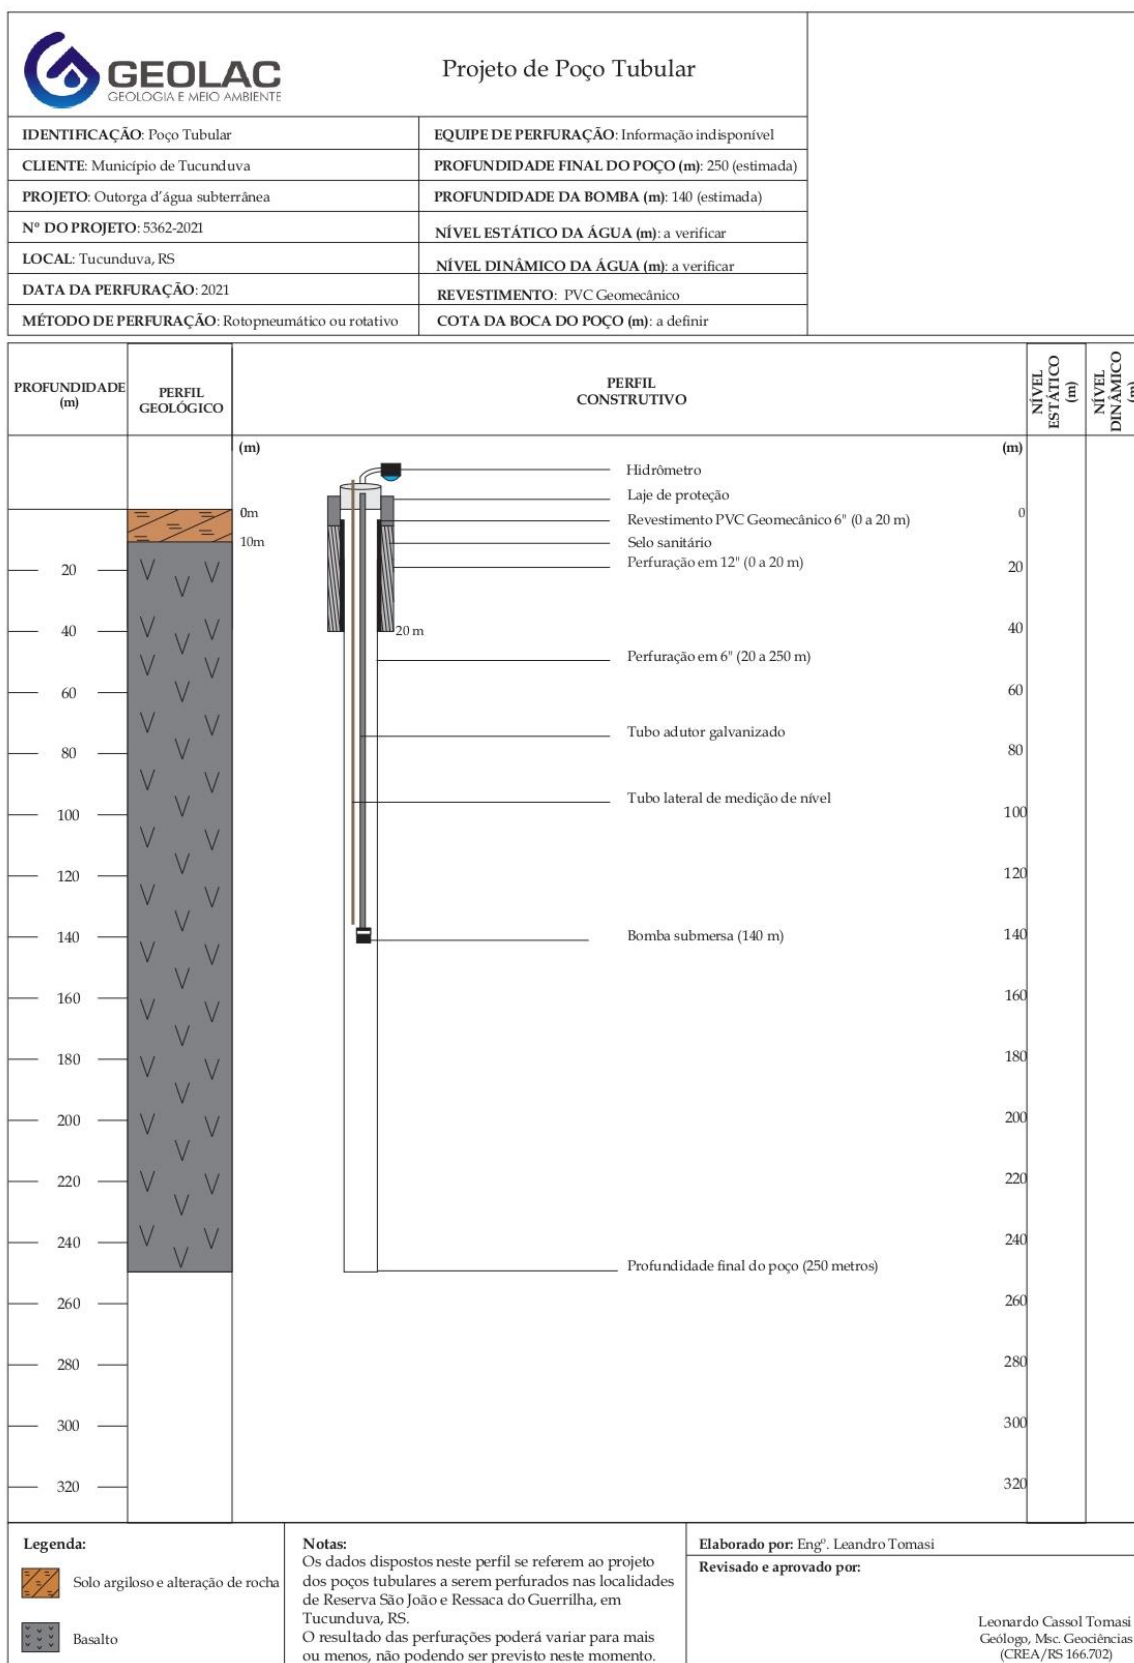 GEOLAC
GEOLOGIA E MEIO AMBIENTE
Projeto de Poço Tubular
IDENTIFICAÇÃO: Poço Tubular
EQUIPE DE PERFURAÇÃO: Informação indisponível
CLIENTE: Município de Tucunduva
PROFUNDIDADE FINAL DO POÇO (m): 250 (estimada)
PROJETO: Outorga d'água subterrânea
PROFUNDIDADE DA BOMBA (m): 140 (estimada)
Nº DO PROJETO: 5362-2021
NÍVEL ESTÁTICO DA ÁGUA (m): a verificar
LOCAL: Tucunduva, RS
NÍVEL DINÂMICO DA ÁGUA (m): a verificar
DATA DA PERFURAÇÃO: 2021
REVESTIMENTO: PVC Geomecânico
MÉTODO DE PERFURAÇÃO: Rotopneumático ou rotativo
COTA DA BOCA DO POÇO (m): a definir
PROFUNDIDADE
(m)
PERFIL
GEOLÓGICO
PERFIL
CONSTRUTIVO
NÍVEL
ESTÁTICO
(m)
NÍVEL
DINÂMICO
(m)
(m)
(m)
Hidrômetro
Laje de proteção
0m
Revestimento PVC Geomecânico 6" (0 a 20 m)
0
10m
Selo sanitário
20
Perfuração em 12" (0 a 20 m)
20
40
20 m
40
Perfuração em 6" (20 a 250 m)
60
60
Tubo adutor galvanizado
80
80
Tubo lateral de medição de nível
100
100
120
120
140
Bomba submersa (140 m)
140
160
160
180
180
200
200
220
220
240
240
Profundidade final do poço (250 metros)
260
260
280
280
300
300
320
320
Legenda:
Solo argiloso e alteração de rocha
Basalto
Notas:
Os dados dispostos neste perfil se referem ao projeto
dos poços tubulares a serem perfurados nas localidades
de Reserva São João e Ressaca do Guerrilha, em
Tucunduva, RS.
O resultado das perfurações poderá variar para mais
ou menos, não podendo ser previsto neste momento.
Elaborado por: Engº. Leandro Tomasi
Revisado e aprovado por:
Leonardo Cassol Tomasi
Geólogo, Msc. Geociências
(CREA/RS 166.702)